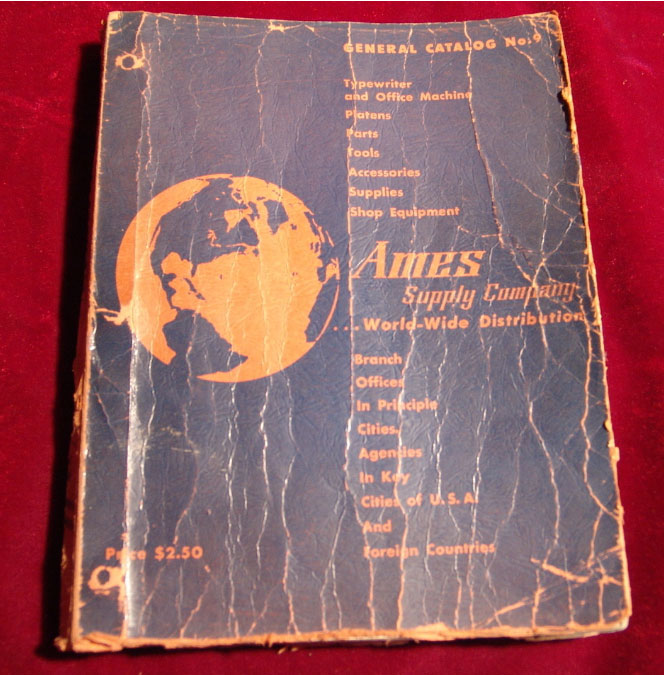 GENERAL CATALOG No. 9
Typewriter
and Office Machine
Platens
Parts
Tools
Accessories
Supplies
Shop Equipment
Ames
Supply Company
...World-Wide Distribution
Branch
Offices
In Principle
Cities,
Agencies
In Key
Cities of U.S.A.
And
Foreign Countries
Price $2.50